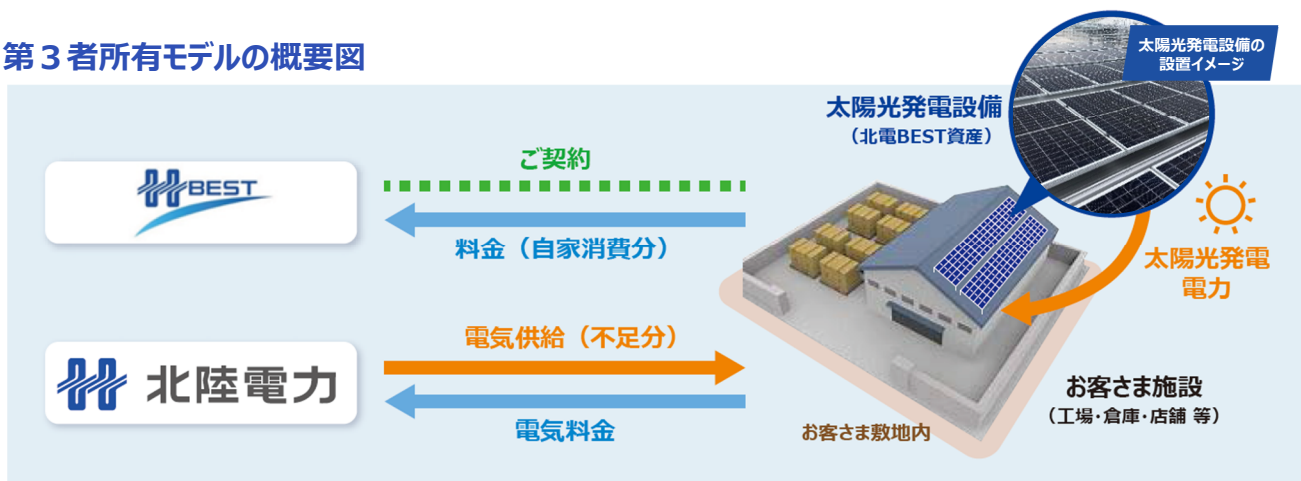 第３者所有モデルの概要図
太陽光発電設備の
設置イメージ
太陽光発電設備
（北電BEST資産）
ご契約
BEST
料金（自家消費分）
太陽光発電
電力
電気供給（不足分）
北陸電力
電気料金
お客さま施設
（工場・倉庫・店舗 等）
お客さま敷地内